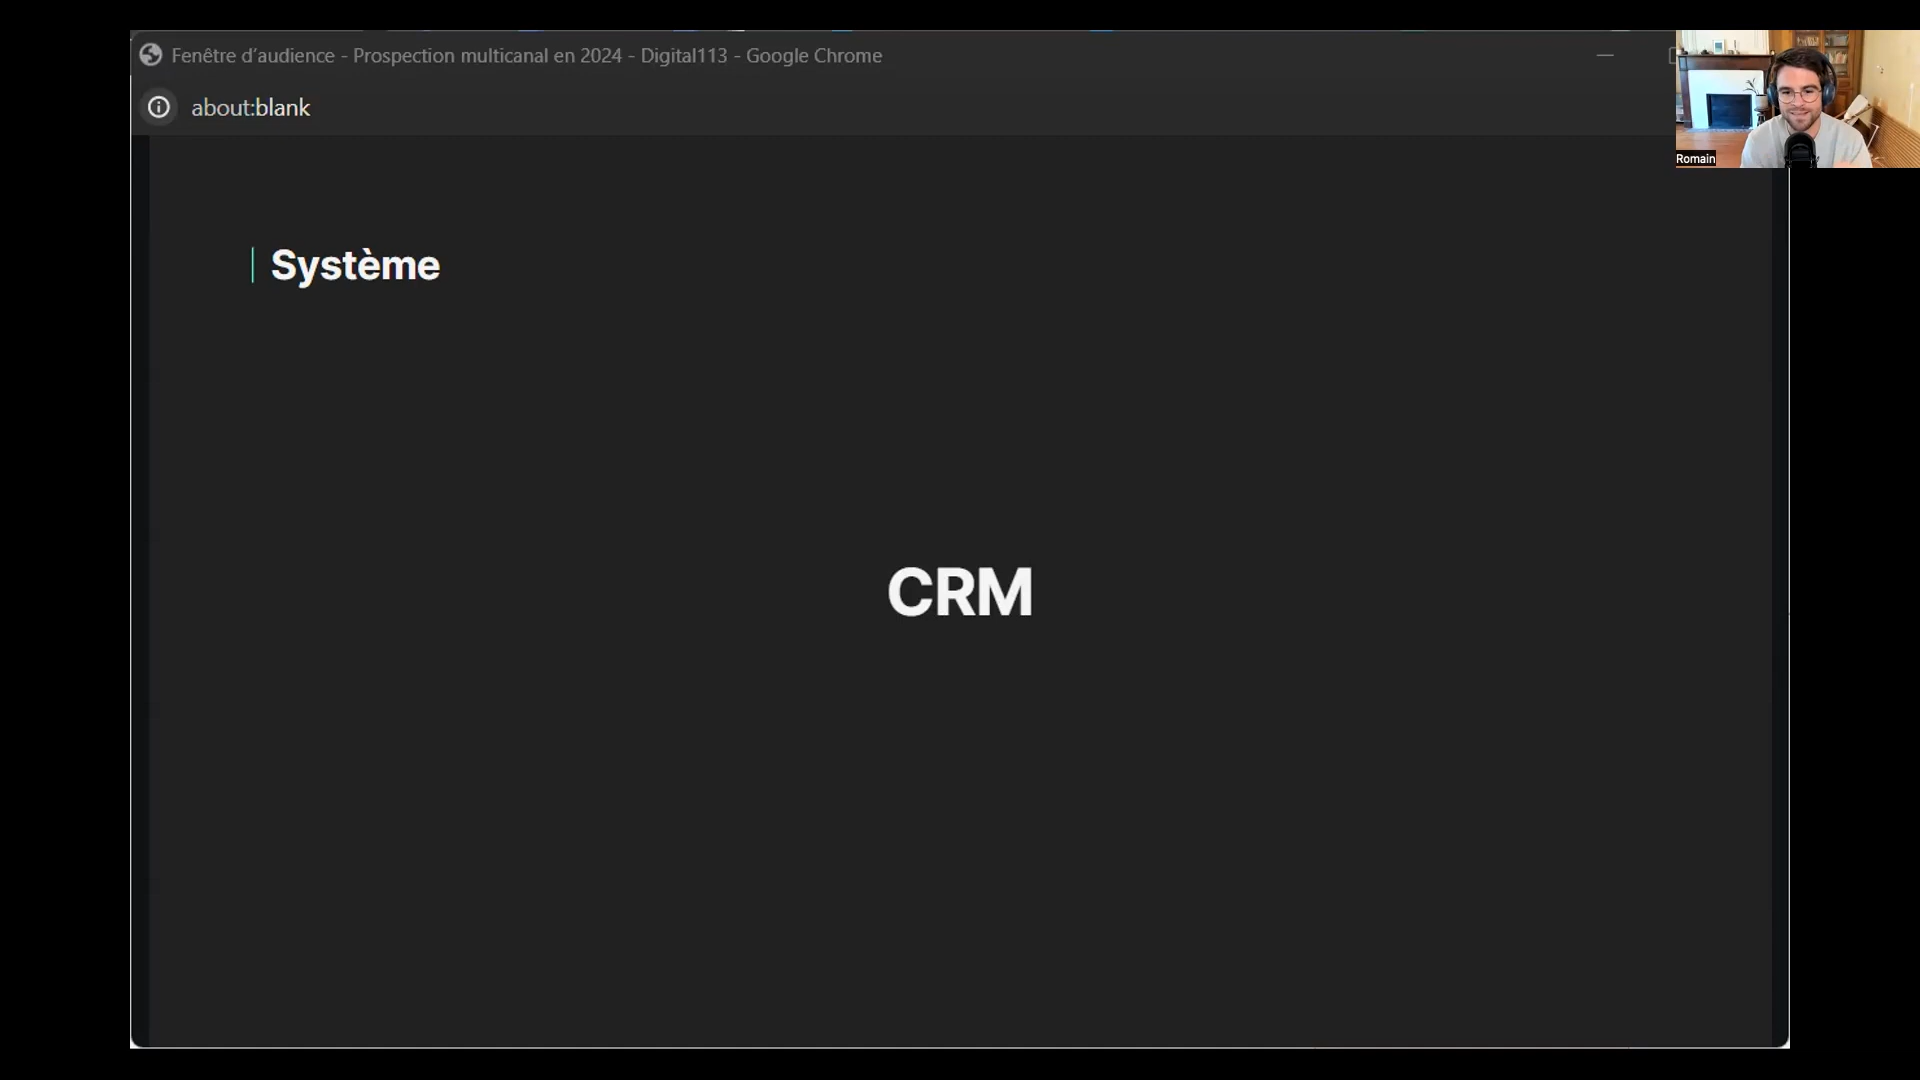 Fenêtre d’audience - Prospection multicanal en 2024 - Digital113 - Google Chrome
about:blank
Romain
Système
CRM